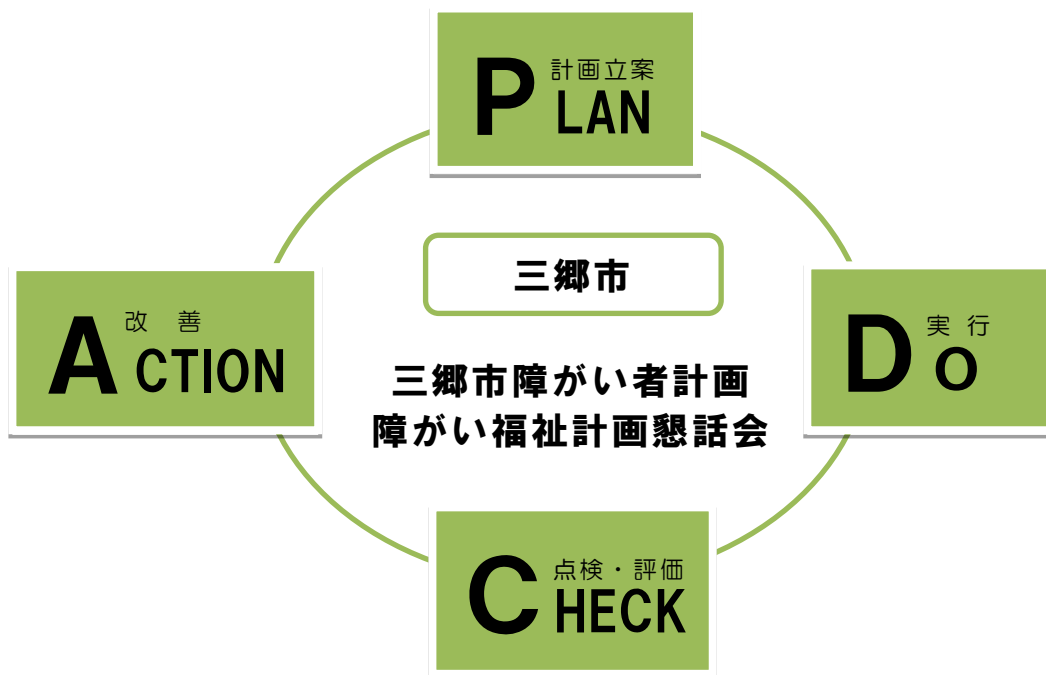 計画立案
PLAN
三郷市
改善
ACTION
実行
DO
三郷市障がい者計画
障がい福祉計画懇話会
点検・評価
CHECK